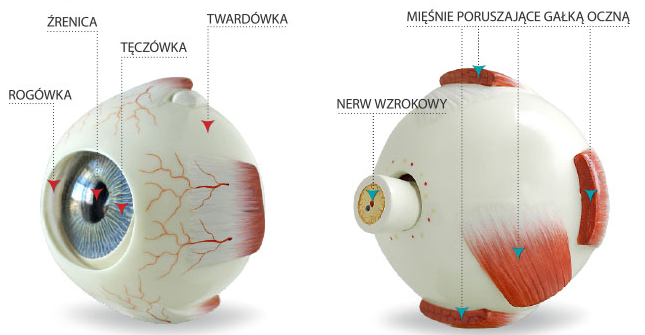 ŹRENICA
TWARDÓWKA
TĘCZÓWKA
ROGÓWKA
MIĘŚNIE PORUSZAJĄCE GAŁKĄ OCZNĄ
NERW WZROKOWY